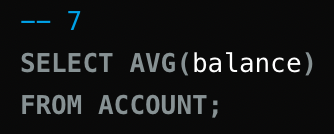 -- 7
SELECT AVG(balance)
FROM ACCOUNT;